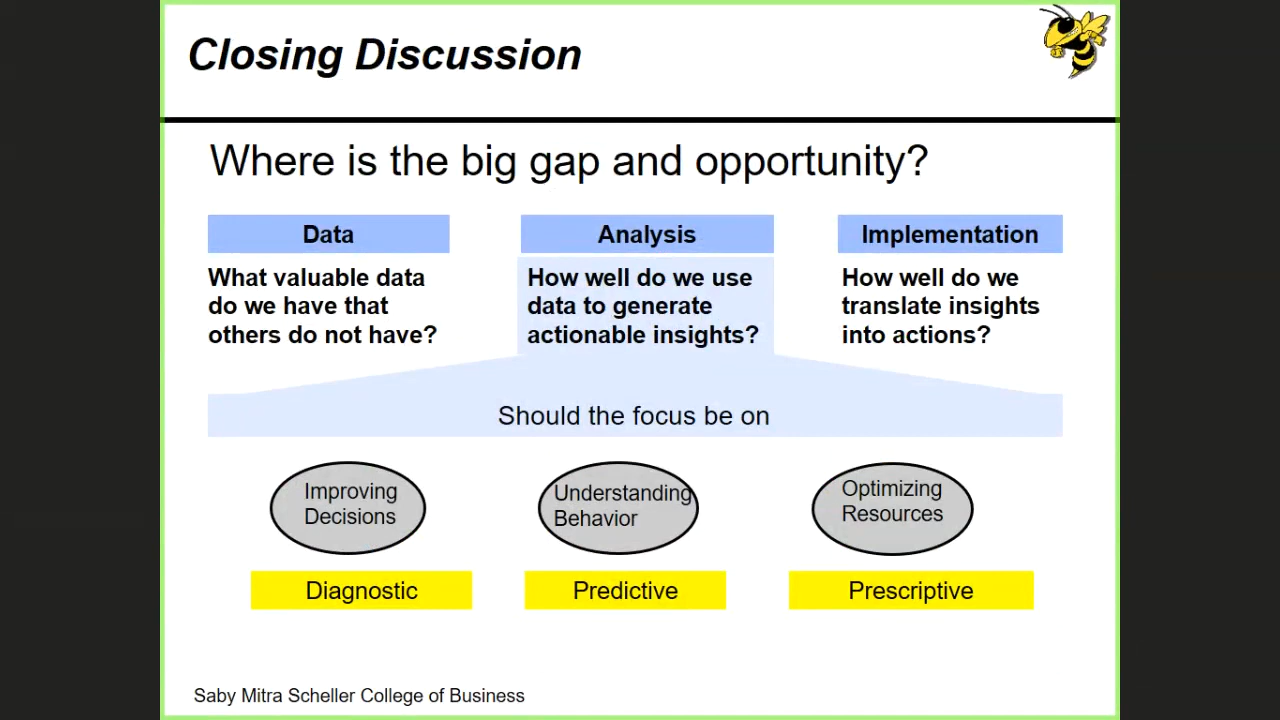 Closing Discussion
Where is the big gap and opportunity?
Data
What valuable data
do we have that
others do not have?
Analysis
How well do we use
data to generate
actionable insights?
Implementation
How well do we
translate insights
into actions?
Should the focus be on
Improving
Decisions
Understanding
Behavior
Optimizing
Resources
Diagnostic
Predictive
Prescriptive
Saby Mitra Scheller College of Business